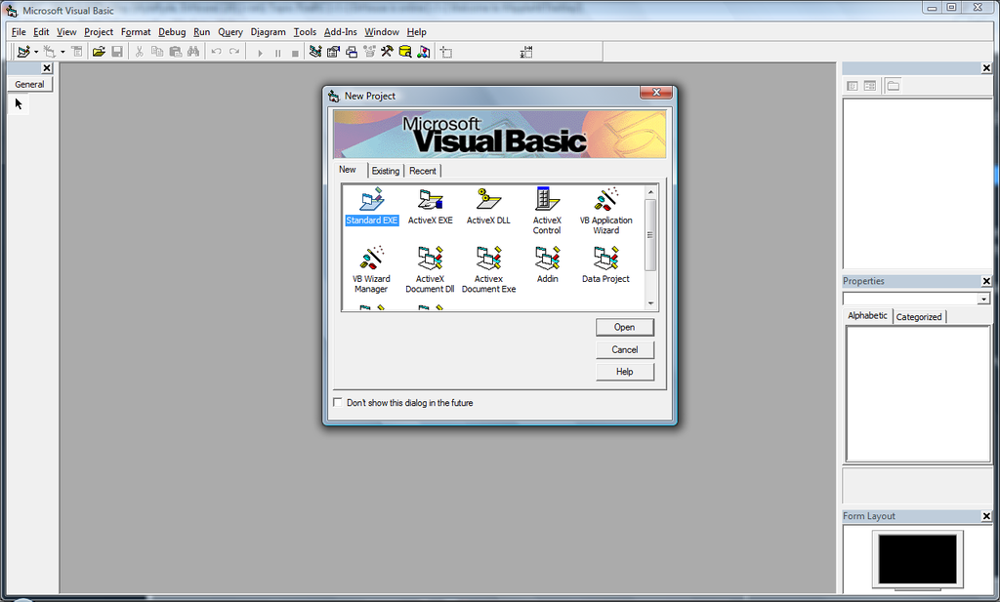 Microsoft Visual Basic
File Edit View Project Format Debug Run Query Diagram Tools Add-Ins Window Help
General
New Project
Microsoft
Visual Basic
New Existing Recent
Standard EXE ActiveX EXE ActiveX DLL ActiveX Control VB Application Wizard
VB Wizard Manager ActiveX Document Dll Activex Document Exe Addin Data Project
Open
Cancel
Help
Don't show this dialog in the future
Properties
Alphabetic Categorized
Form Layout